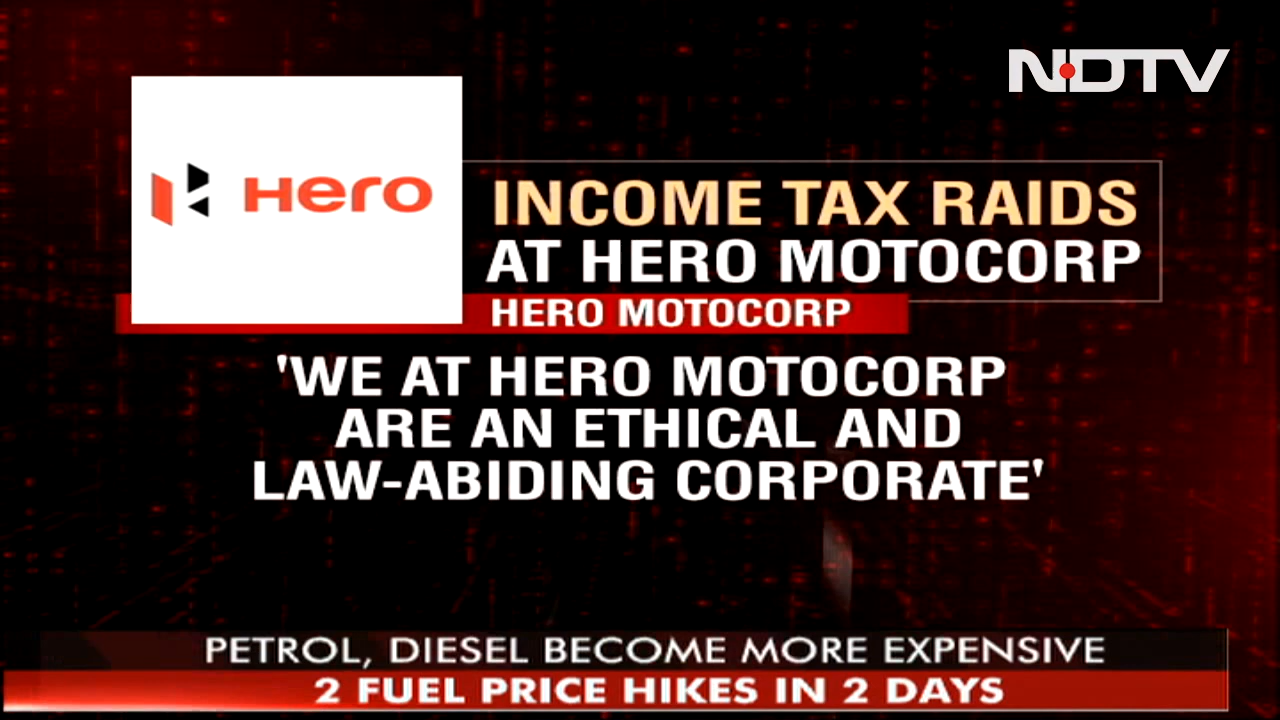 NDTV
Hero
INCOME TAX RAIDS
AT HERO MOTOCORP
HERO MOTOCORP
'WE AT HERO MOTOCORP
ARE AN ETHICAL AND
LAW-ABIDING CORPORATE'
PETROL, DIESEL BECOME MORE EXPENSIVE
2 FUEL PRICE HIKES IN 2 DAYS